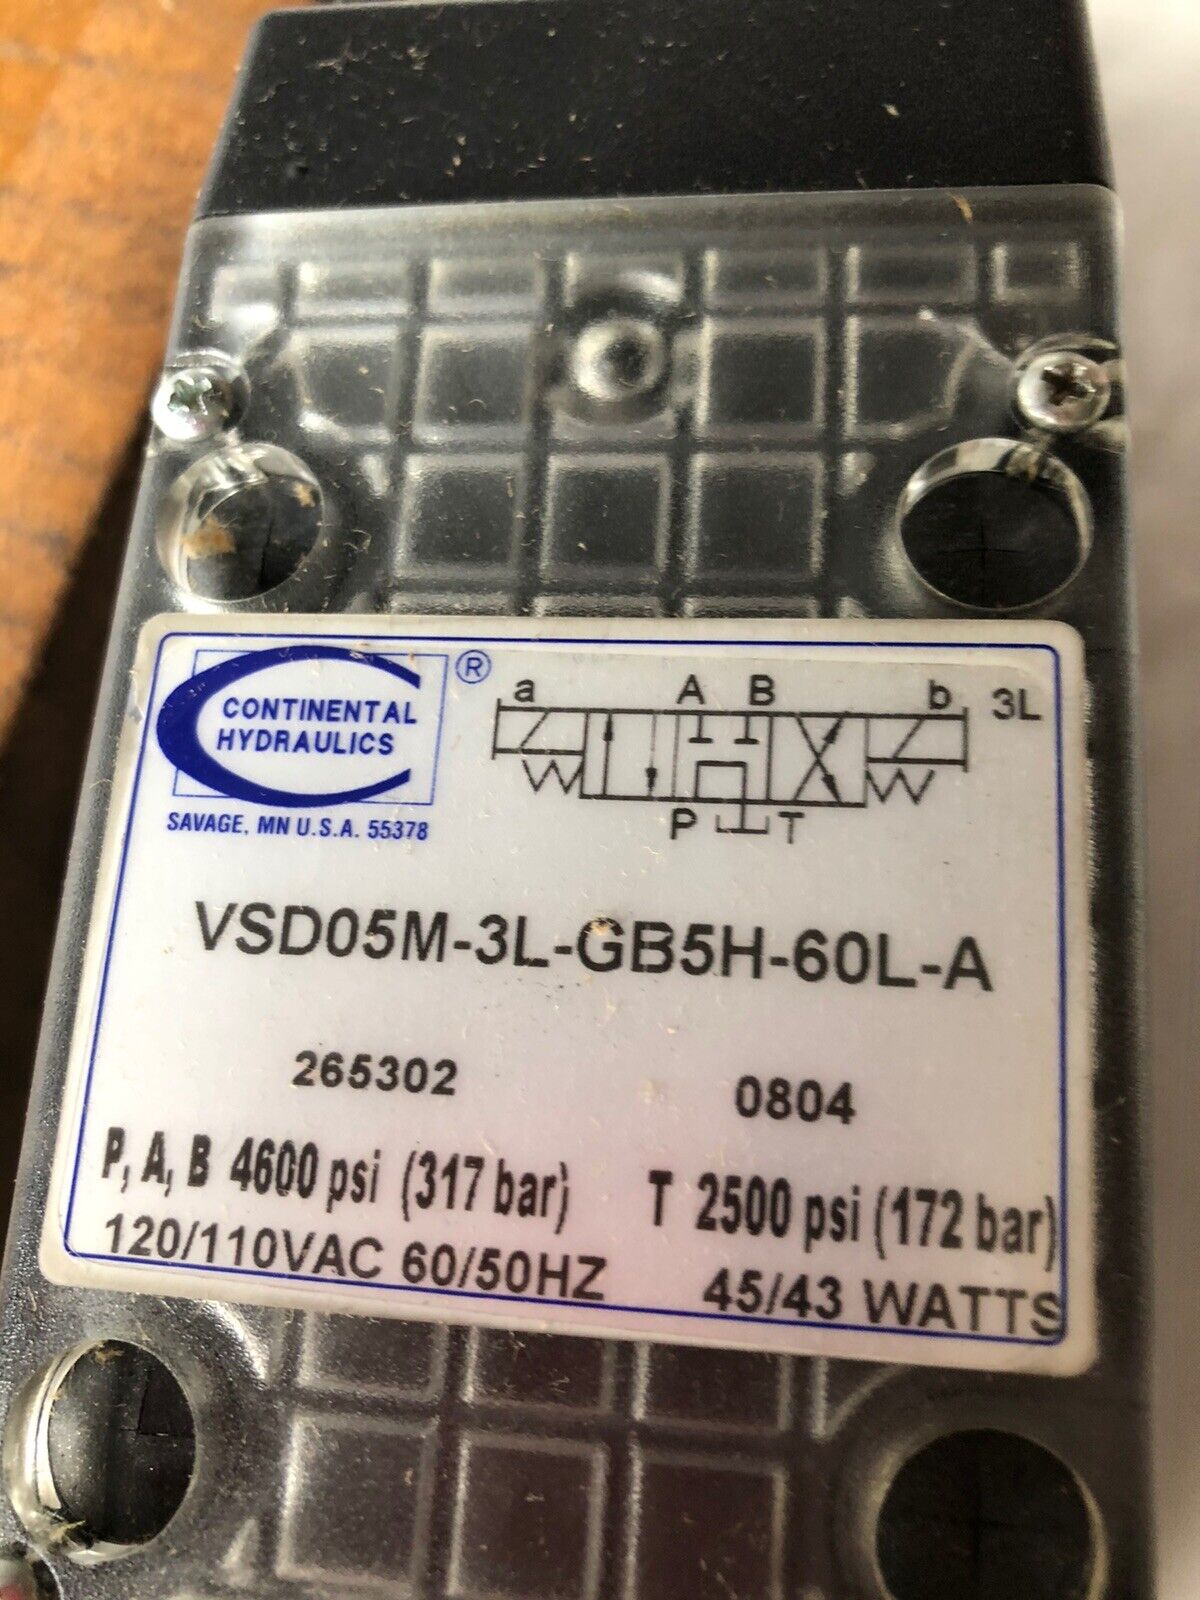 ®
CONTINENTAL
HYDRAULICS
SAVAGE, MN U.S.A. 55378
a A B b 3L
P T
VSD05M-3L-GB5H-60L-A
265302 0804
P, A, B 4600 psi (317 bar) T 2500 psi (172 bar)
120/110VAC 60/50HZ 45/43 WATTS